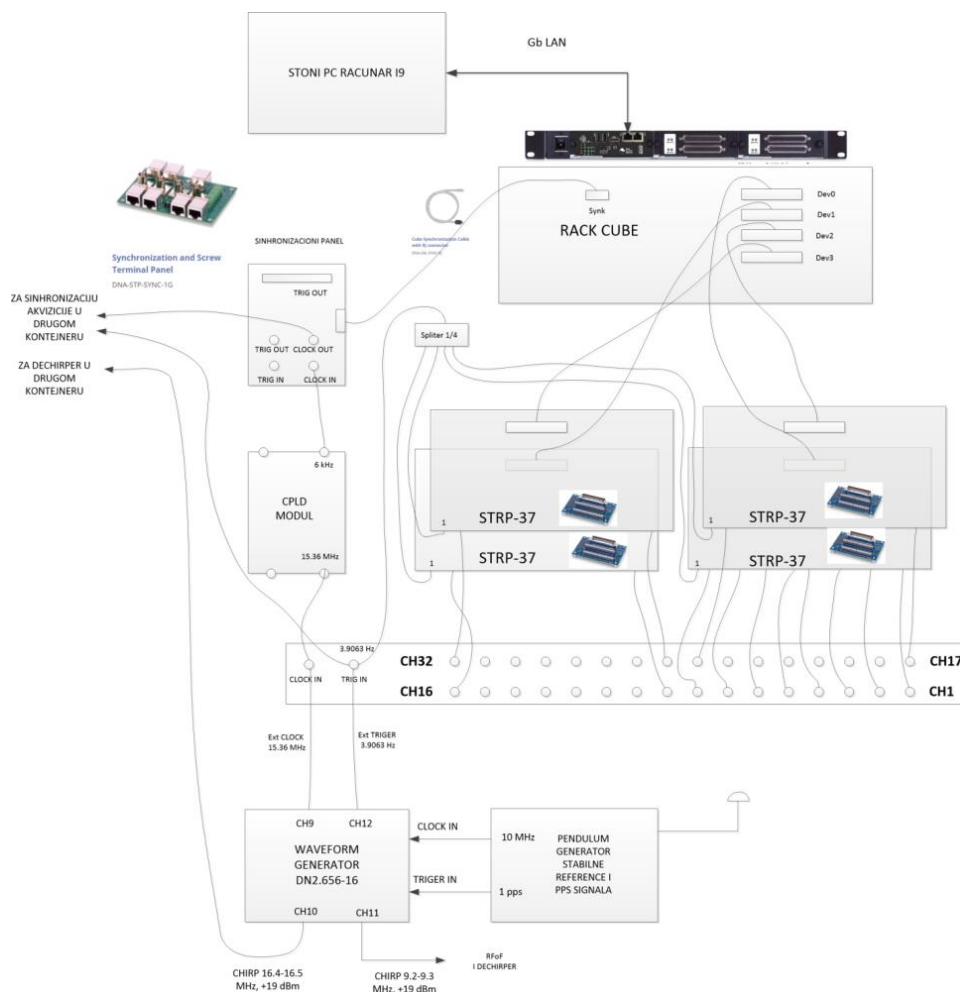 Gb LAN
STONI PC RACUNAR I9
Synchronization and Screw
Terminal Panel
DNA-STP-SYNC-1G
Cube Synchronization Cable
with RJ connector
SINHRONIZACIONI PANEL
TRIG OUT
TRIG OUT
CLOCK OUT
TRIG IN
CLOCK IN
Synk
RACK CUBE
Dev0
Dev1
Dev2
Dev3
ZA SINHRONIZACIJU
AKVIZICIJE U
DRUGOM
KONTEJNERU
ZA DECHIRPER U
DRUGOM
KONTEJNERU
Spliter 1/4
6 kHz
CPLD
MODUL
15.36 MHz
STRP-37
1
STRP-37
1
STRP-37
1
STRP-37
1
3.9063 Hz
CLOCK IN
TRIG IN
CH32
CH17
CH16
CH1
Ext CLOCK
15.36 MHz
Ext TRIGER
3.9063 Hz
CH9
CH12
WAVEFORM
GENERATOR
DN2.656-16
CH10
CH11
CLOCK IN
TRIGER IN
10 MHz
1 pps
PENDULUM
GENERATOR
STABILNE
REFERENCE I
PPS SIGNALA
CHIRP 16.4-16.5
MHz, +19 dBm
CHIRP 9.2-9.3
MHz, +19 dBm
RFoF
I DECHIRPER